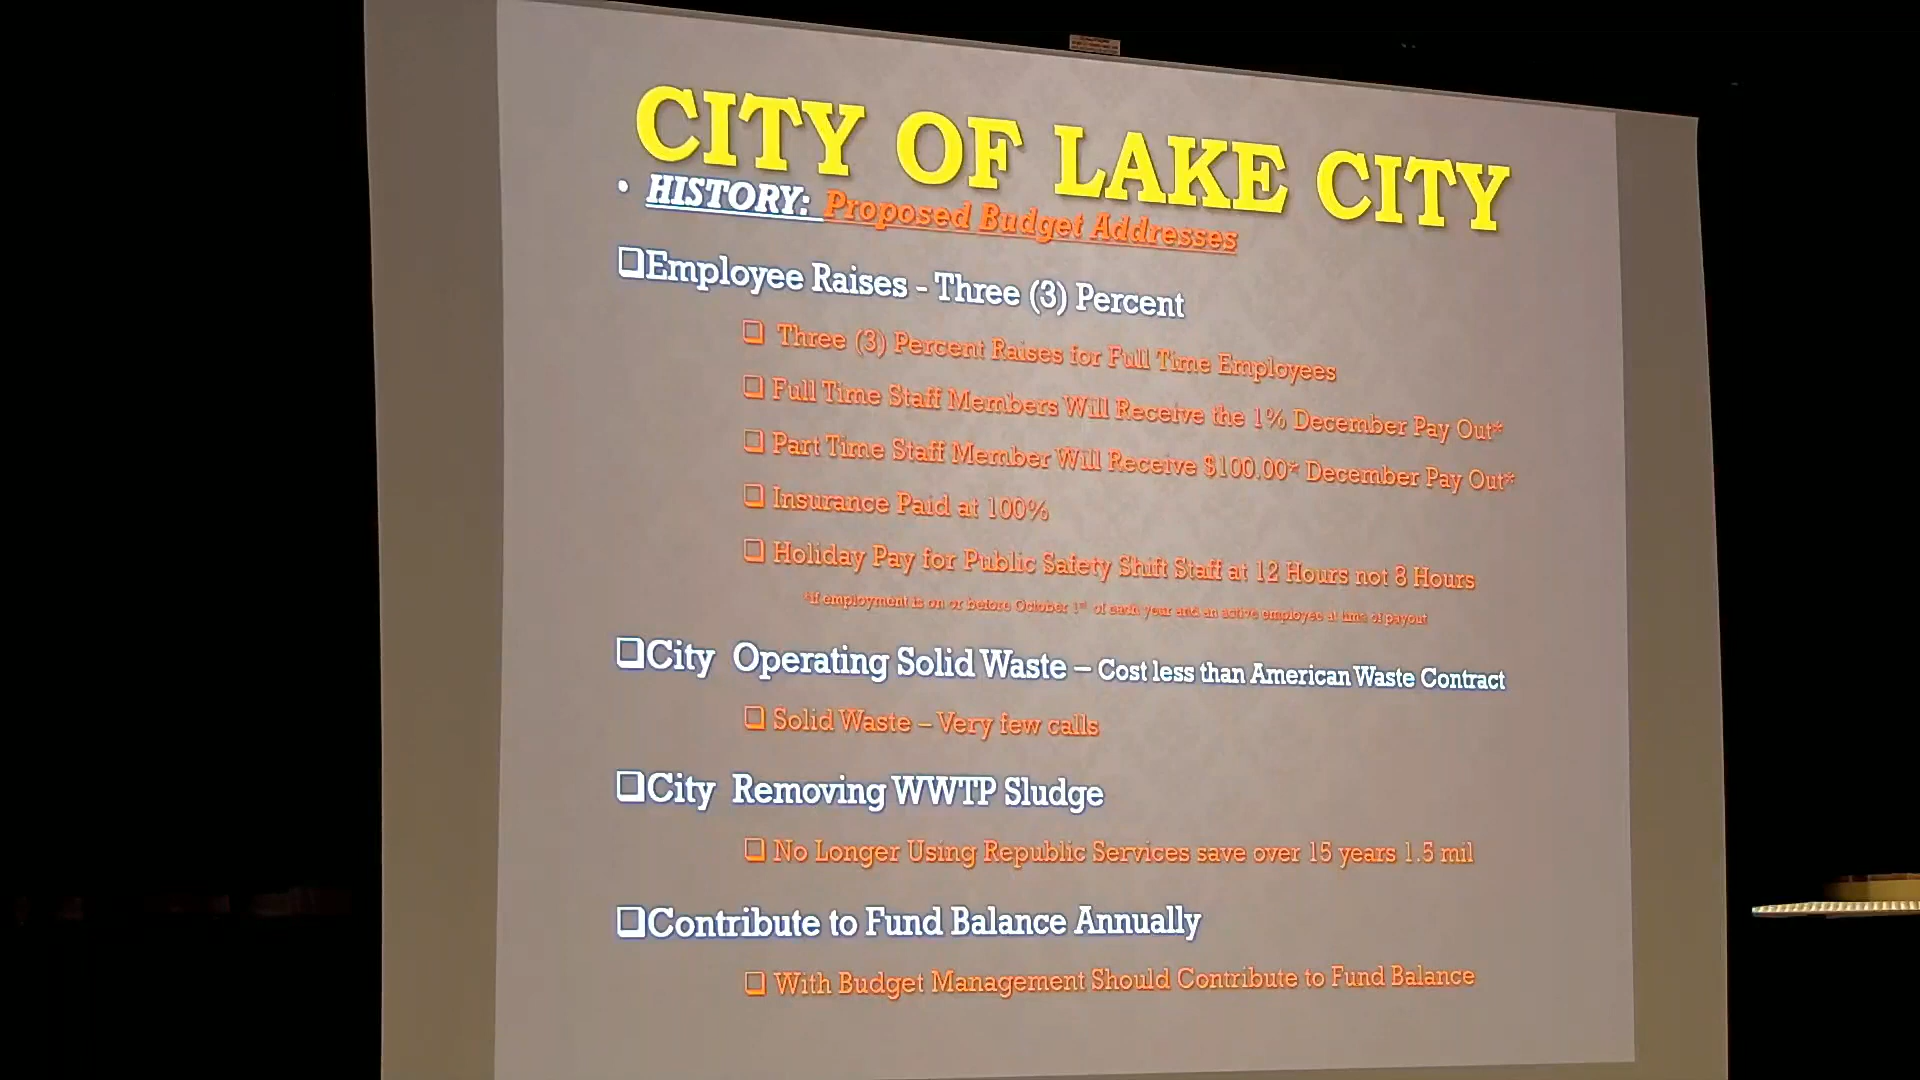 CITY OF LAKE CITY
• HISTORY: Proposed Budget Addresses
❑Employee Raises - Three (3) Percent
❑ Three (3) Percent Raises for Full Time Employees
❑ Full Time Staff Members Will Receive the 1% December Pay Out*
❑ Part Time Staff Member Will Receive $100.00* December Pay Out*
❑ Insurance Paid at 100%
❑ Holiday Pay for Public Safety Shift Staff at 12 Hours not 8 Hours
*If employment is on or before October 1st of each year and an active employee at time of payout
❑City Operating Solid Waste – Cost less than American Waste Contract
❑ Solid Waste – Very few calls
❑City Removing WWTP Sludge
❑ No Longer Using Republic Services save over 15 years 1.5 mil
❑Contribute to Fund Balance Annually
❑ With Budget Management Should Contribute to Fund Balance